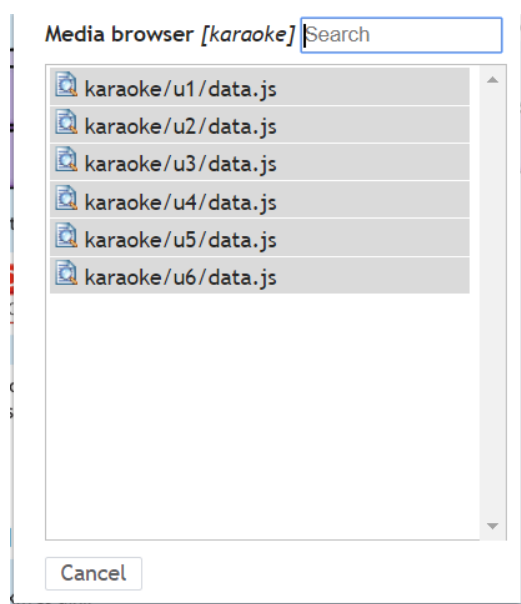 Media browser [karaoke] Search
karaoke/u1/data.js
karaoke/u2/data.js
karaoke/u3/data.js
karaoke/u4/data.js
karaoke/u5/data.js
karaoke/u6/data.js
Cancel